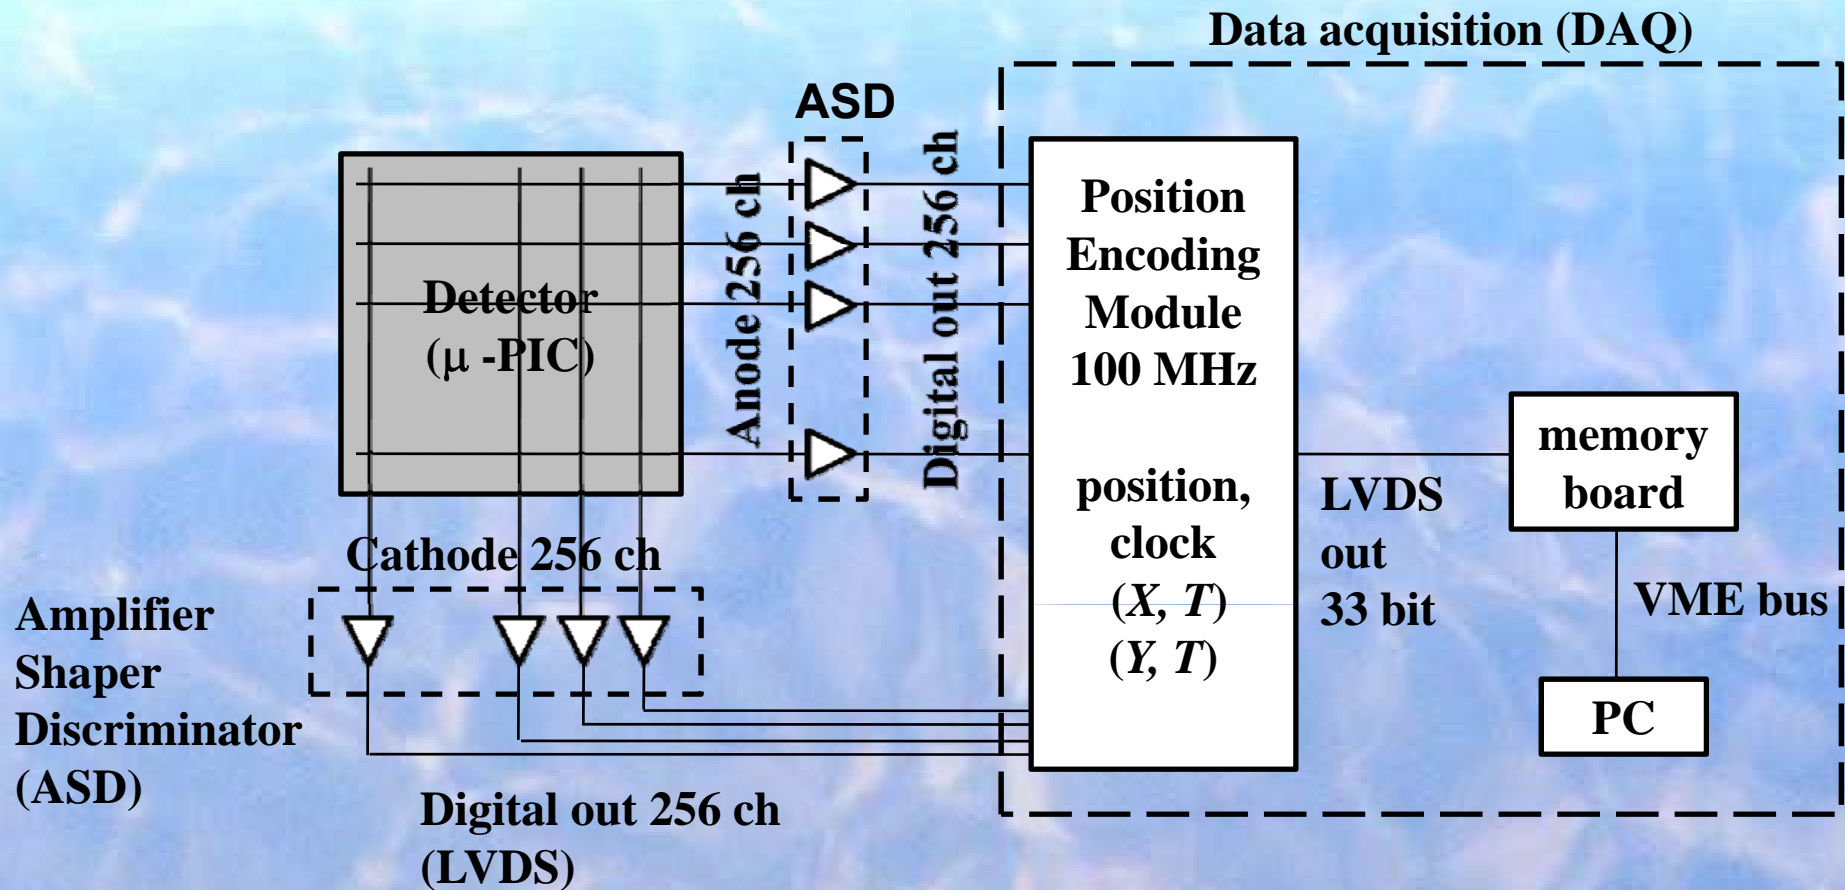 Data acquisition (DAQ)
ASD
Detector
(μ -PIC)
Anode 256 ch
Digital out 256 ch
Position
Encoding
Module
100 MHz
position,
clock
(X, T)
(Y, T)
LVDS
out
33 bit
memory
board
VME bus
PC
Cathode 256 ch
Amplifier
Shaper
Discriminator
(ASD)
Digital out 256 ch
(LVDS)